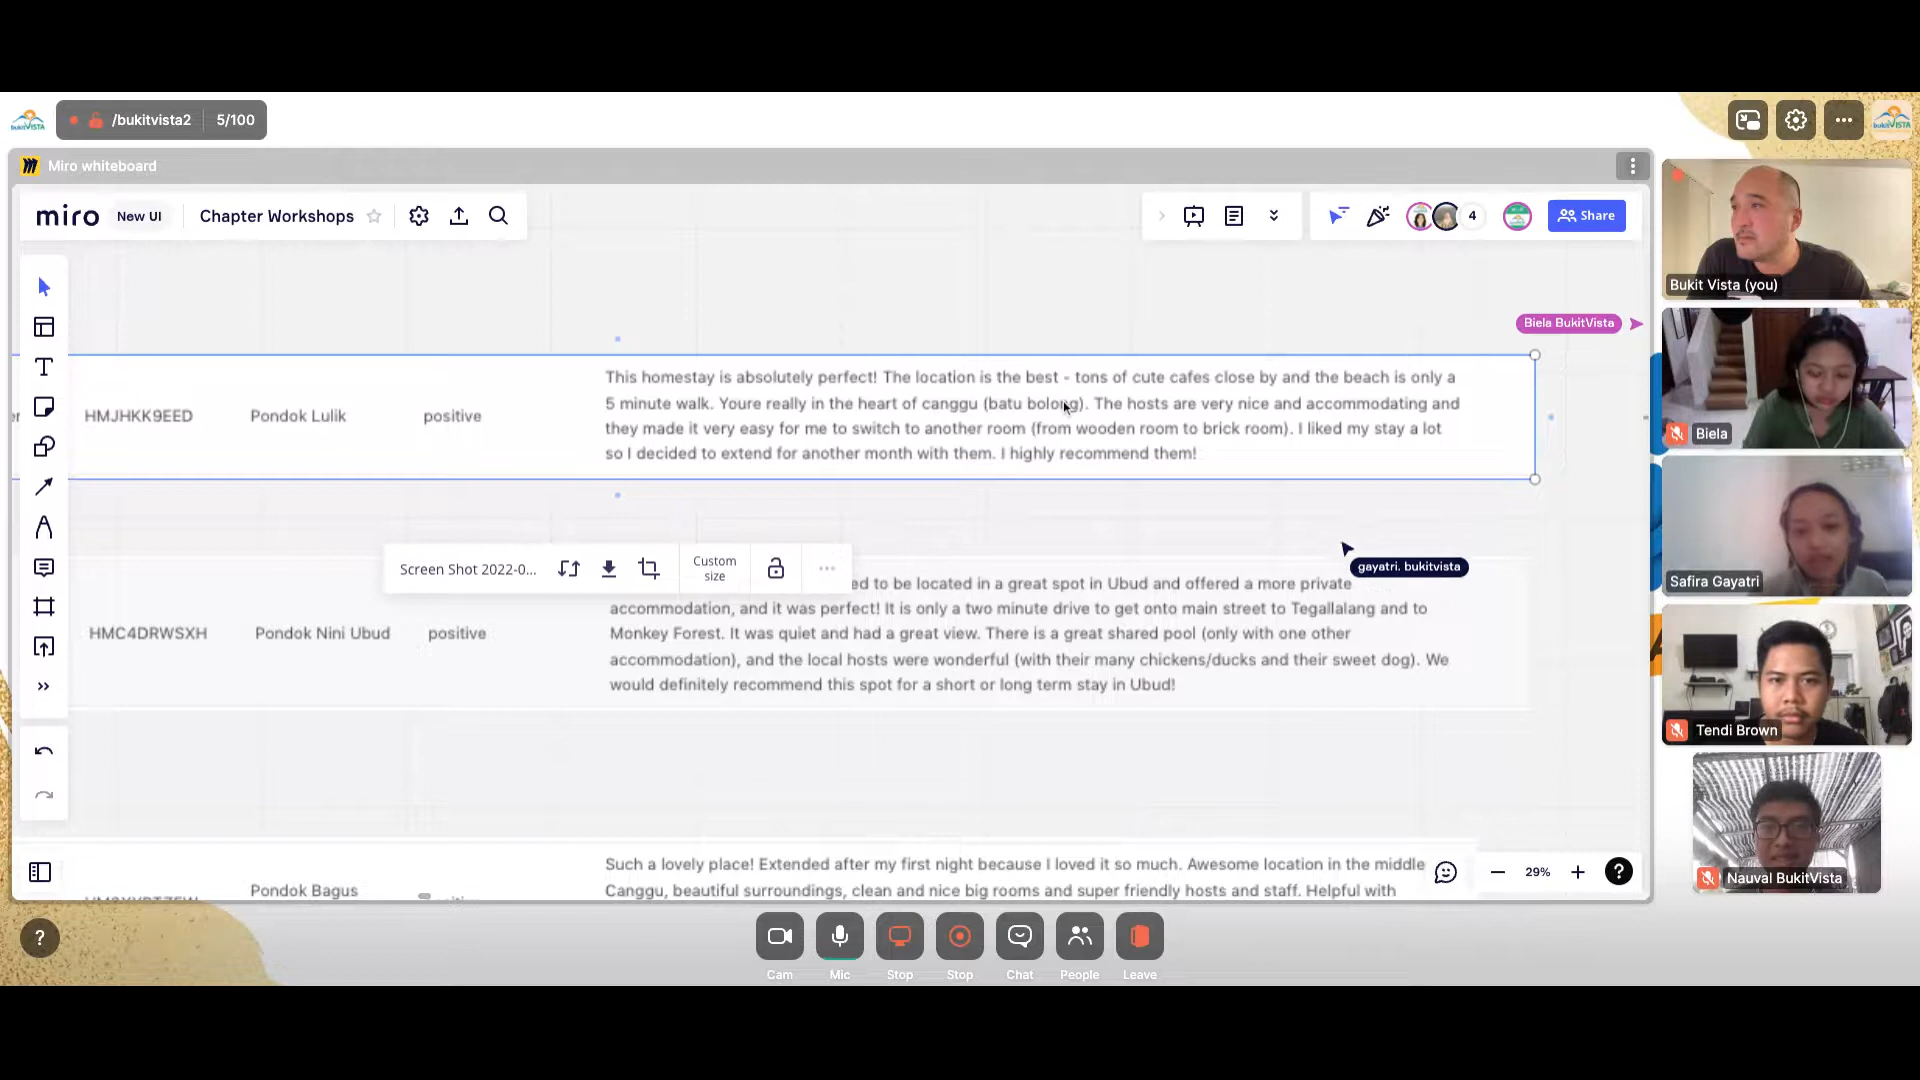 bukitVISTA
/bukitvista2
5/100
Miro whiteboard
miro
New UI
Chapter Workshops
4
Share
Bukit Vista (you)
Biela BukitVista
This homestay is absolutely perfect! The location is the best - tons of cute cafes close by and the beach is only a
HMJHKK9EED
Pondok Lulik
positive
5 minute walk. Youre really in the heart of canggu (batu bolong). The hosts are very nice and accommodating and
they made it very easy for me to switch to another room (from wooden room to brick room). I liked my stay a lot
so I decided to extend for another month with them. I highly recommend them!
Biela
Screen Shot 2022-0...
Custom
size
gayatri. bukitvista
ed to be located in a great spot in Ubud and offered a more private
Safira Gayatri
accommodation, and it was perfect! It is only a two minute drive to get onto main street to Tegallalang and to
HMC4DRWSXH
Pondok Nini Ubud
positive
Monkey Forest. It was quiet and had a great view. There is a great shared pool (only with one other
accommodation), and the local hosts were wonderful (with their many chickens/ducks and their sweet dog). We
would definitely recommend this spot for a short or long term stay in Ubud!
Tendi Brown
Such a lovely place! Extended after my first night because I loved it so much. Awesome location in the middle
Pondok Bagus
Canggu, beautiful surroundings, clean and nice big rooms and super friendly hosts and staff. Helpful with
29%
?
Nauval BukitVista
?
Cam
Mic
Stop
Stop
Chat
People
Leave